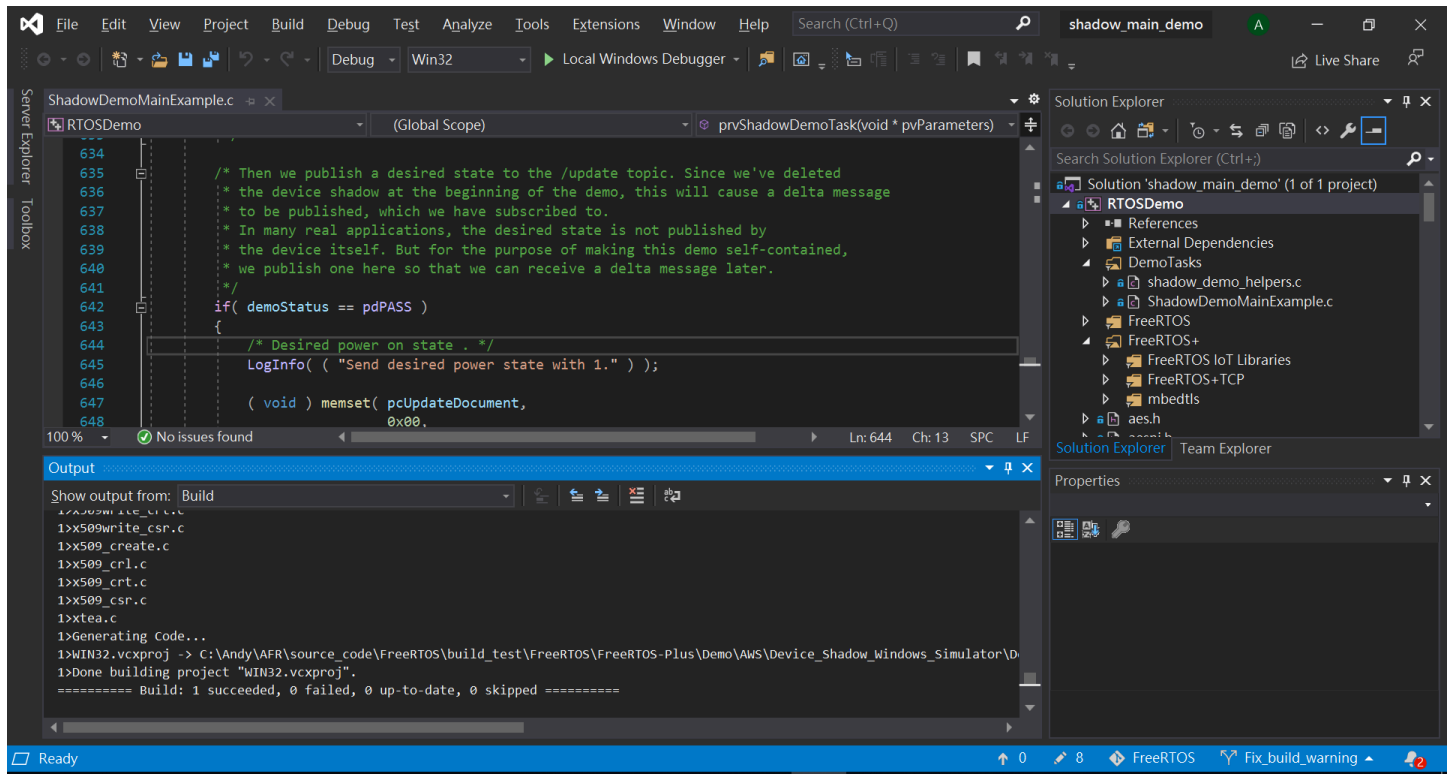 File Edit View Project Build Debug Test Analyze Tools Extensions Window Help Search (Ctrl+Q) shadow_main_demo A
Debug Win32 Local Windows Debugger Live Share
Server Explorer
Toolbox
ShadowDemoMainExample.c
RTOSDemo (Global Scope) prvShadowDemoTask(void * pvParameters)
634
635 /* Then we publish a desired state to the /update topic. Since we've deleted
636 * the device shadow at the beginning of the demo, this will cause a delta message
637 * to be published, which we have subscribed to.
638 * In many real applications, the desired state is not published by
639 * the device itself. But for the purpose of making this demo self-contained,
640 * we publish one here so that we can receive a delta message later.
641 */
642 if( demoStatus == pdPASS )
643 {
644 /* Desired power on state . */
645 LogInfo( ( "Send desired power state with 1." ) );
646
647 ( void ) memset( pcUpdateDocument,
648 0x00,
100 % No issues found Ln: 644 Ch: 13 SPC LF
Output
Show output from: Build
1>x509write_crt.c
1>x509write_csr.c
1>x509_create.c
1>x509_crl.c
1>x509_crt.c
1>x509_csr.c
1>xtea.c
1>Generating Code...
1>WIN32.vcxproj -> C:\Andy\AFR\source_code\FreeRTOS\build_test\FreeRTOS\FreeRTOS-Plus\Demo\AWS\Device_Shadow_Windows_Simulator\D
1>Done building project "WIN32.vcxproj".
========== Build: 1 succeeded, 0 failed, 0 up-to-date, 0 skipped ==========
Solution Explorer
Search Solution Explorer (Ctrl+;)
Solution 'shadow_main_demo' (1 of 1 project)
RTOSDemo
References
External Dependencies
DemoTasks
shadow_demo_helpers.c
ShadowDemoMainExample.c
FreeRTOS
FreeRTOS+
FreeRTOS IoT Libraries
FreeRTOS+TCP
mbedtls
aes.h
Solution Explorer Team Explorer
Properties
Ready 0 8 FreeRTOS Fix_build_warning 2